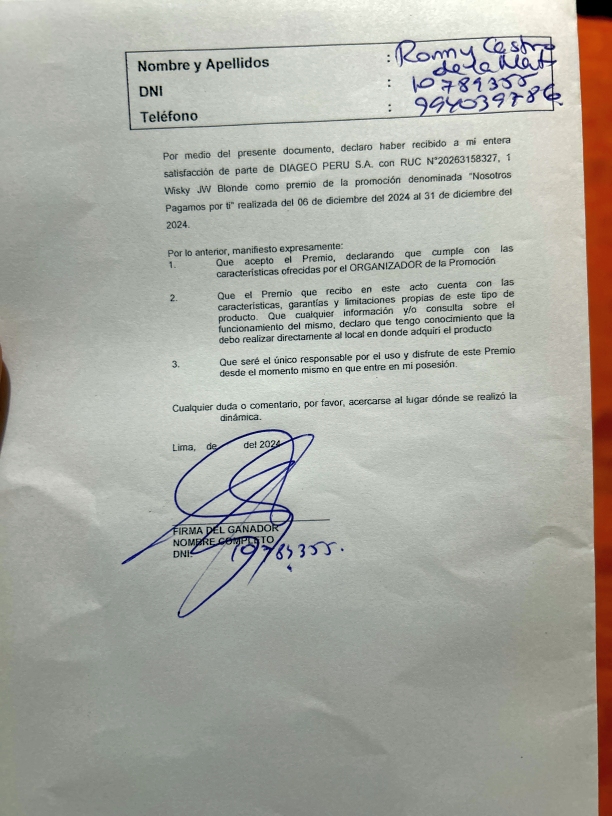 Nombre y Apellidos : Romy Castro
de la Mat
DNI : 10789355
Teléfono : 994039786
Por medio del presente documento, declaro haber recibido a mi entera
satisfacción de parte de DIAGEO PERU S.A. con RUC N°20263158327, 1
Wisky JW Blonde como premio de la promoción denominada "Nosotros
Pagamos por ti" realizada del 06 de diciembre del 2024 al 31 de diciembre del
2024.
Por lo anterior, manifiesto expresamente:
1. Que acepto el Premio, declarando que cumple con las
características ofrecidas por el ORGANIZADOR de la Promoción
2. Que el Premio que recibo en este acto cuenta con las
características, garantías y limitaciones propias de este tipo de
producto. Que cualquier información y/o consulta sobre el
funcionamiento del mismo, declaro que tengo conocimiento que la
debo realizar directamente al local en donde adquirí el producto
3. Que seré el único responsable por el uso y disfrute de este Premio
desde el momento mismo en que entre en mi posesión.
Cualquier duda o comentario, por favor, acercarse al lugar dónde se realizó la
dinámica.
Lima, de del 2024
FIRMA DEL GANADOR
NOMBRE COMPLETO
DNI: 10789355.